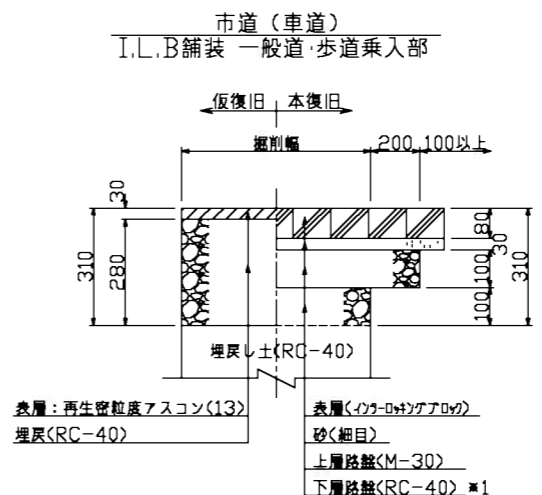 市道(車道)
I.L.B舗装 一般道・歩道乗入部
仮復旧 本復旧
掘削幅 200 100以上
30
280
310
80
30
100
100
310
埋戻し土(RC-40)
表層:再生密粒度アスコン(13)
埋戻(RC-40)
表層(インターロッキングブロック)
砂(細目)
上層路盤(M-30)
下層路盤(RC-40) ※1